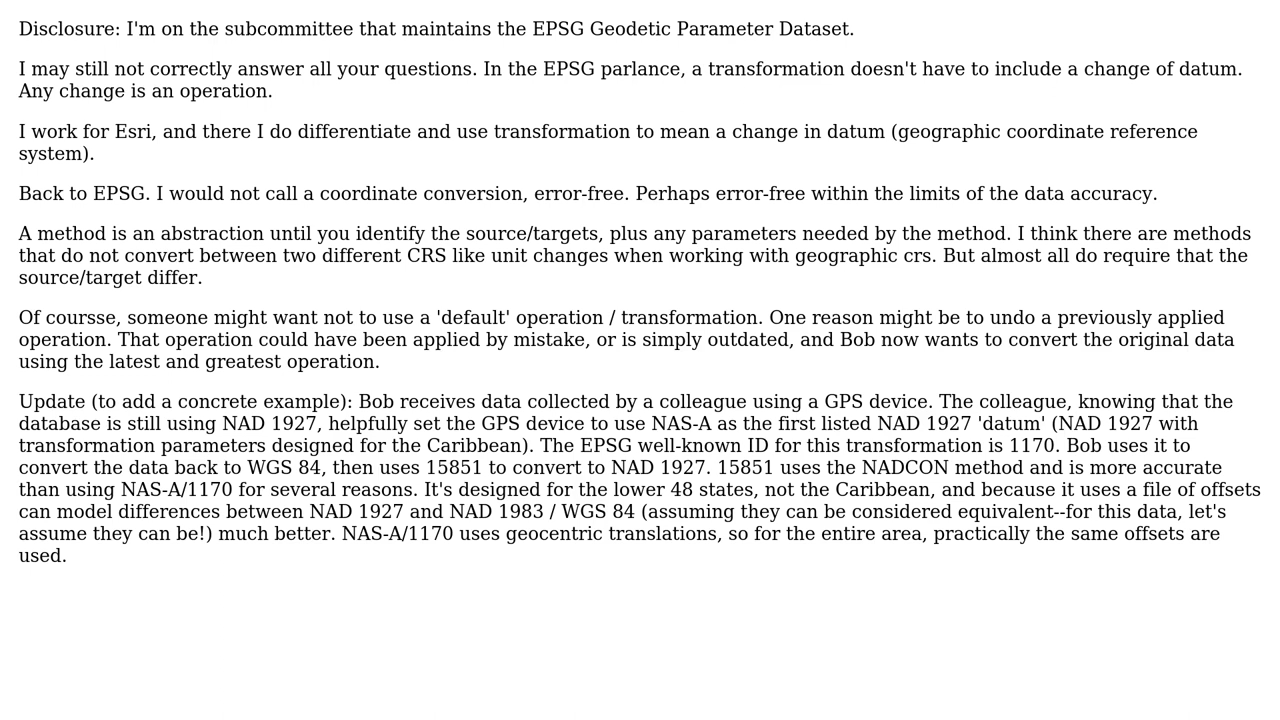 Disclosure: I'm on the subcommittee that maintains the EPSG Geodetic Parameter Dataset.
I may still not correctly answer all your questions. In the EPSG parlance, a transformation doesn't have to include a change of datum.
Any change is an operation.
I work for Esri, and there I do differentiate and use transformation to mean a change in datum (geographic coordinate reference
system).
Back to EPSG. I would not call a coordinate conversion, error-free. Perhaps error-free within the limits of the data accuracy.
A method is an abstraction until you identify the source/targets, plus any parameters needed by the method. I think there are methods
that do not convert between two different CRS like unit changes when working with geographic crs. But almost all do require that the
source/target differ.
Of coursse, someone might want not to use a 'default' operation / transformation. One reason might be to undo a previously applied
operation. That operation could have been applied by mistake, or is simply outdated, and Bob now wants to convert the original data
using the latest and greatest operation.
Update (to add a concrete example): Bob receives data collected by a colleague using a GPS device. The colleague, knowing that the
database is still using NAD 1927, helpfully set the GPS device to use NAS-A as the first listed NAD 1927 'datum' (NAD 1927 with
transformation parameters designed for the Caribbean). The EPSG well-known ID for this transformation is 1170. Bob uses it to
convert the data back to WGS 84, then uses 15851 to convert to NAD 1927. 15851 uses the NADCON method and is more accurate
than using NAS-A/1170 for several reasons. It's designed for the lower 48 states, not the Caribbean, and because it uses a file of offsets
can model differences between NAD 1927 and NAD 1983 / WGS 84 (assuming they can be considered equivalent--for this data, let's
assume they can be!) much better. NAS-A/1170 uses geocentric translations, so for the entire area, practically the same offsets are
used.